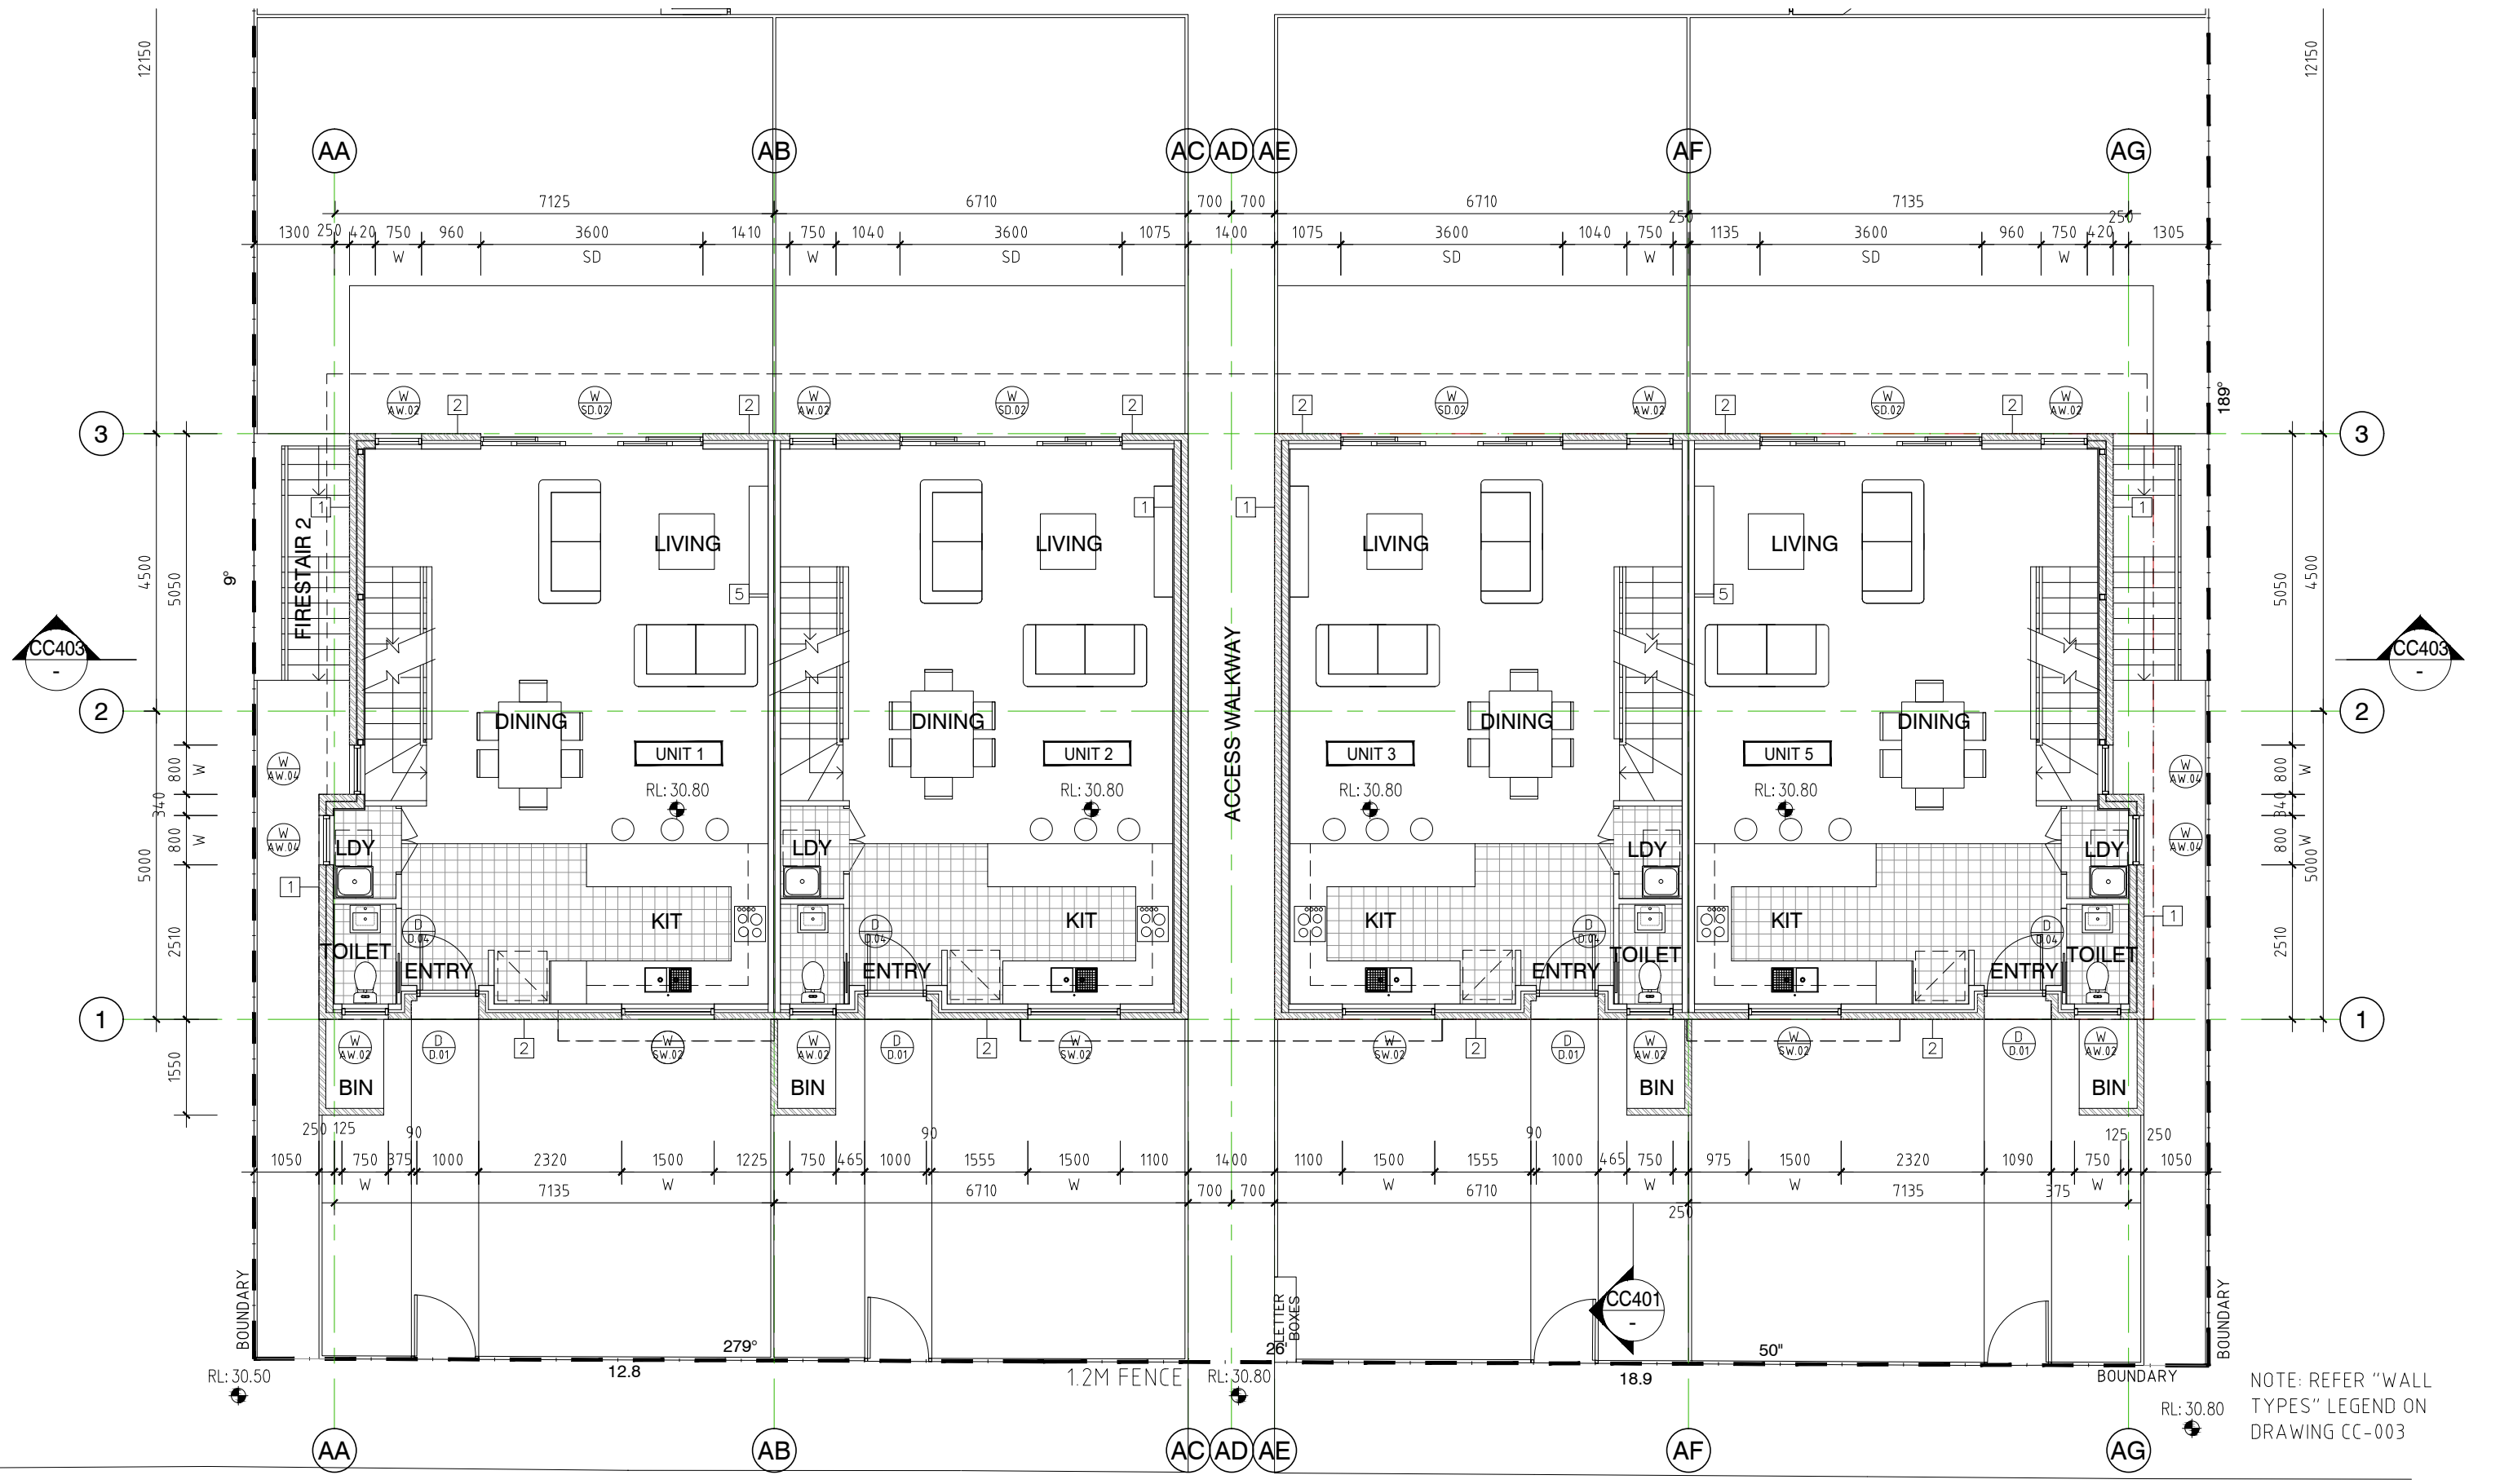 12150
12150
AA AB AC AD AE AF AG
7125 6710 700 700 6710 7135
1300 250 420 750 960 3600 1410 750 1040 3600 1075 1400 1075 3600 1040 750 250 1135 3600 960 750 420 250 1305
W SD W SD SD W SD W
W AW.02 2 W SD.02 2 W AW.02 W SD.02 2 2 W SD.02 W AW.02 2 W SD.02 2 W AW.02
189°
3 3
1 1 1 1
FIRESTAIR 2
LIVING LIVING LIVING LIVING
4500 5050 9° 5050 4500
5 5
CC403 - CC403 -
ACCESS WALKWAY
2 DINING DINING DINING DINING 2
UNIT 1 UNIT 2 UNIT 3 UNIT 5
800 W W AW.04 W AW.04 800 W
RL: 30.80 RL: 30.80 RL: 30.80 RL: 30.80
340 340
800 W W AW.04 W AW.04 800 W
LDY LDY LDY LDY
5000 5000
1 1
KIT KIT KIT KIT
D D.04 D D.04 D D.04 D D.04
2510 2510
TOILET TOILET TOILET
ENTRY ENTRY ENTRY ENTRY
1 1
W AW.02 D D.01 2 W SW.02 W AW.02 D D.01 2 W SW.02 W SW.02 2 D D.01 W AW.02 W SW.02 2 D D.01 W AW.02
1550
BIN BIN BIN BIN
250 125 90 90 90 125 250
1050 750 375 1000 2320 1500 1225 750 465 1000 1555 1500 1100 1400 1100 1500 1555 1000 465 750 975 1500 2320 1090 750 1050
W W W W W W W
7135 6710 700 700 6710 7135 375
250
BOUNDARY
LETTER
BOXES
CC401
-
BOUNDARY
279° 26' 50"
12.8 1.2M FENCE 18.9 BOUNDARY
RL: 30.50 RL: 30.80 RL: 30.80
NOTE: REFER "WALL
TYPES" LEGEND ON
DRAWING CC-003
AA AB AC AD AE AF AG